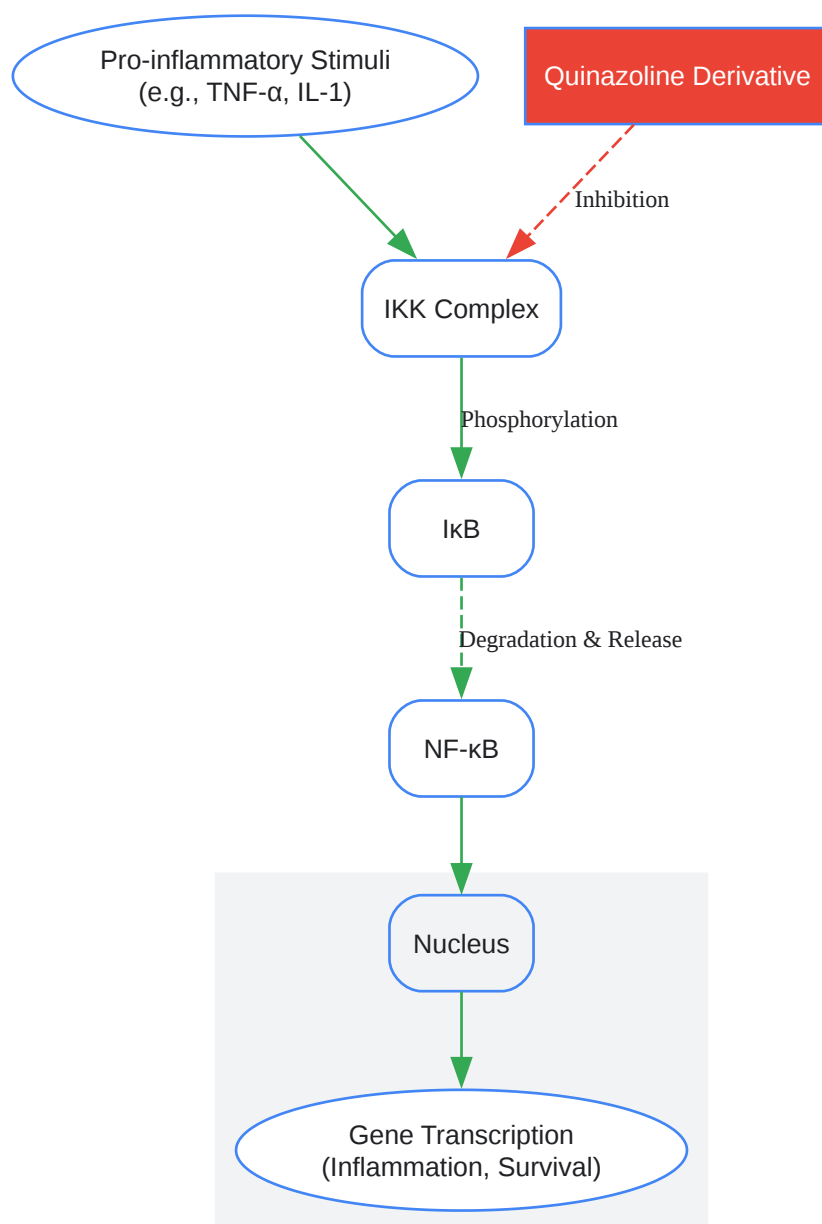 Pro-inflammatory Stimuli
(e.g., TNF-α, IL-1)
Quinazoline Derivative
Inhibition
IKK Complex
Phosphorylation
IκB
Degradation & Release
NF-κB
Nucleus
Gene Transcription
(Inflammation, Survival)